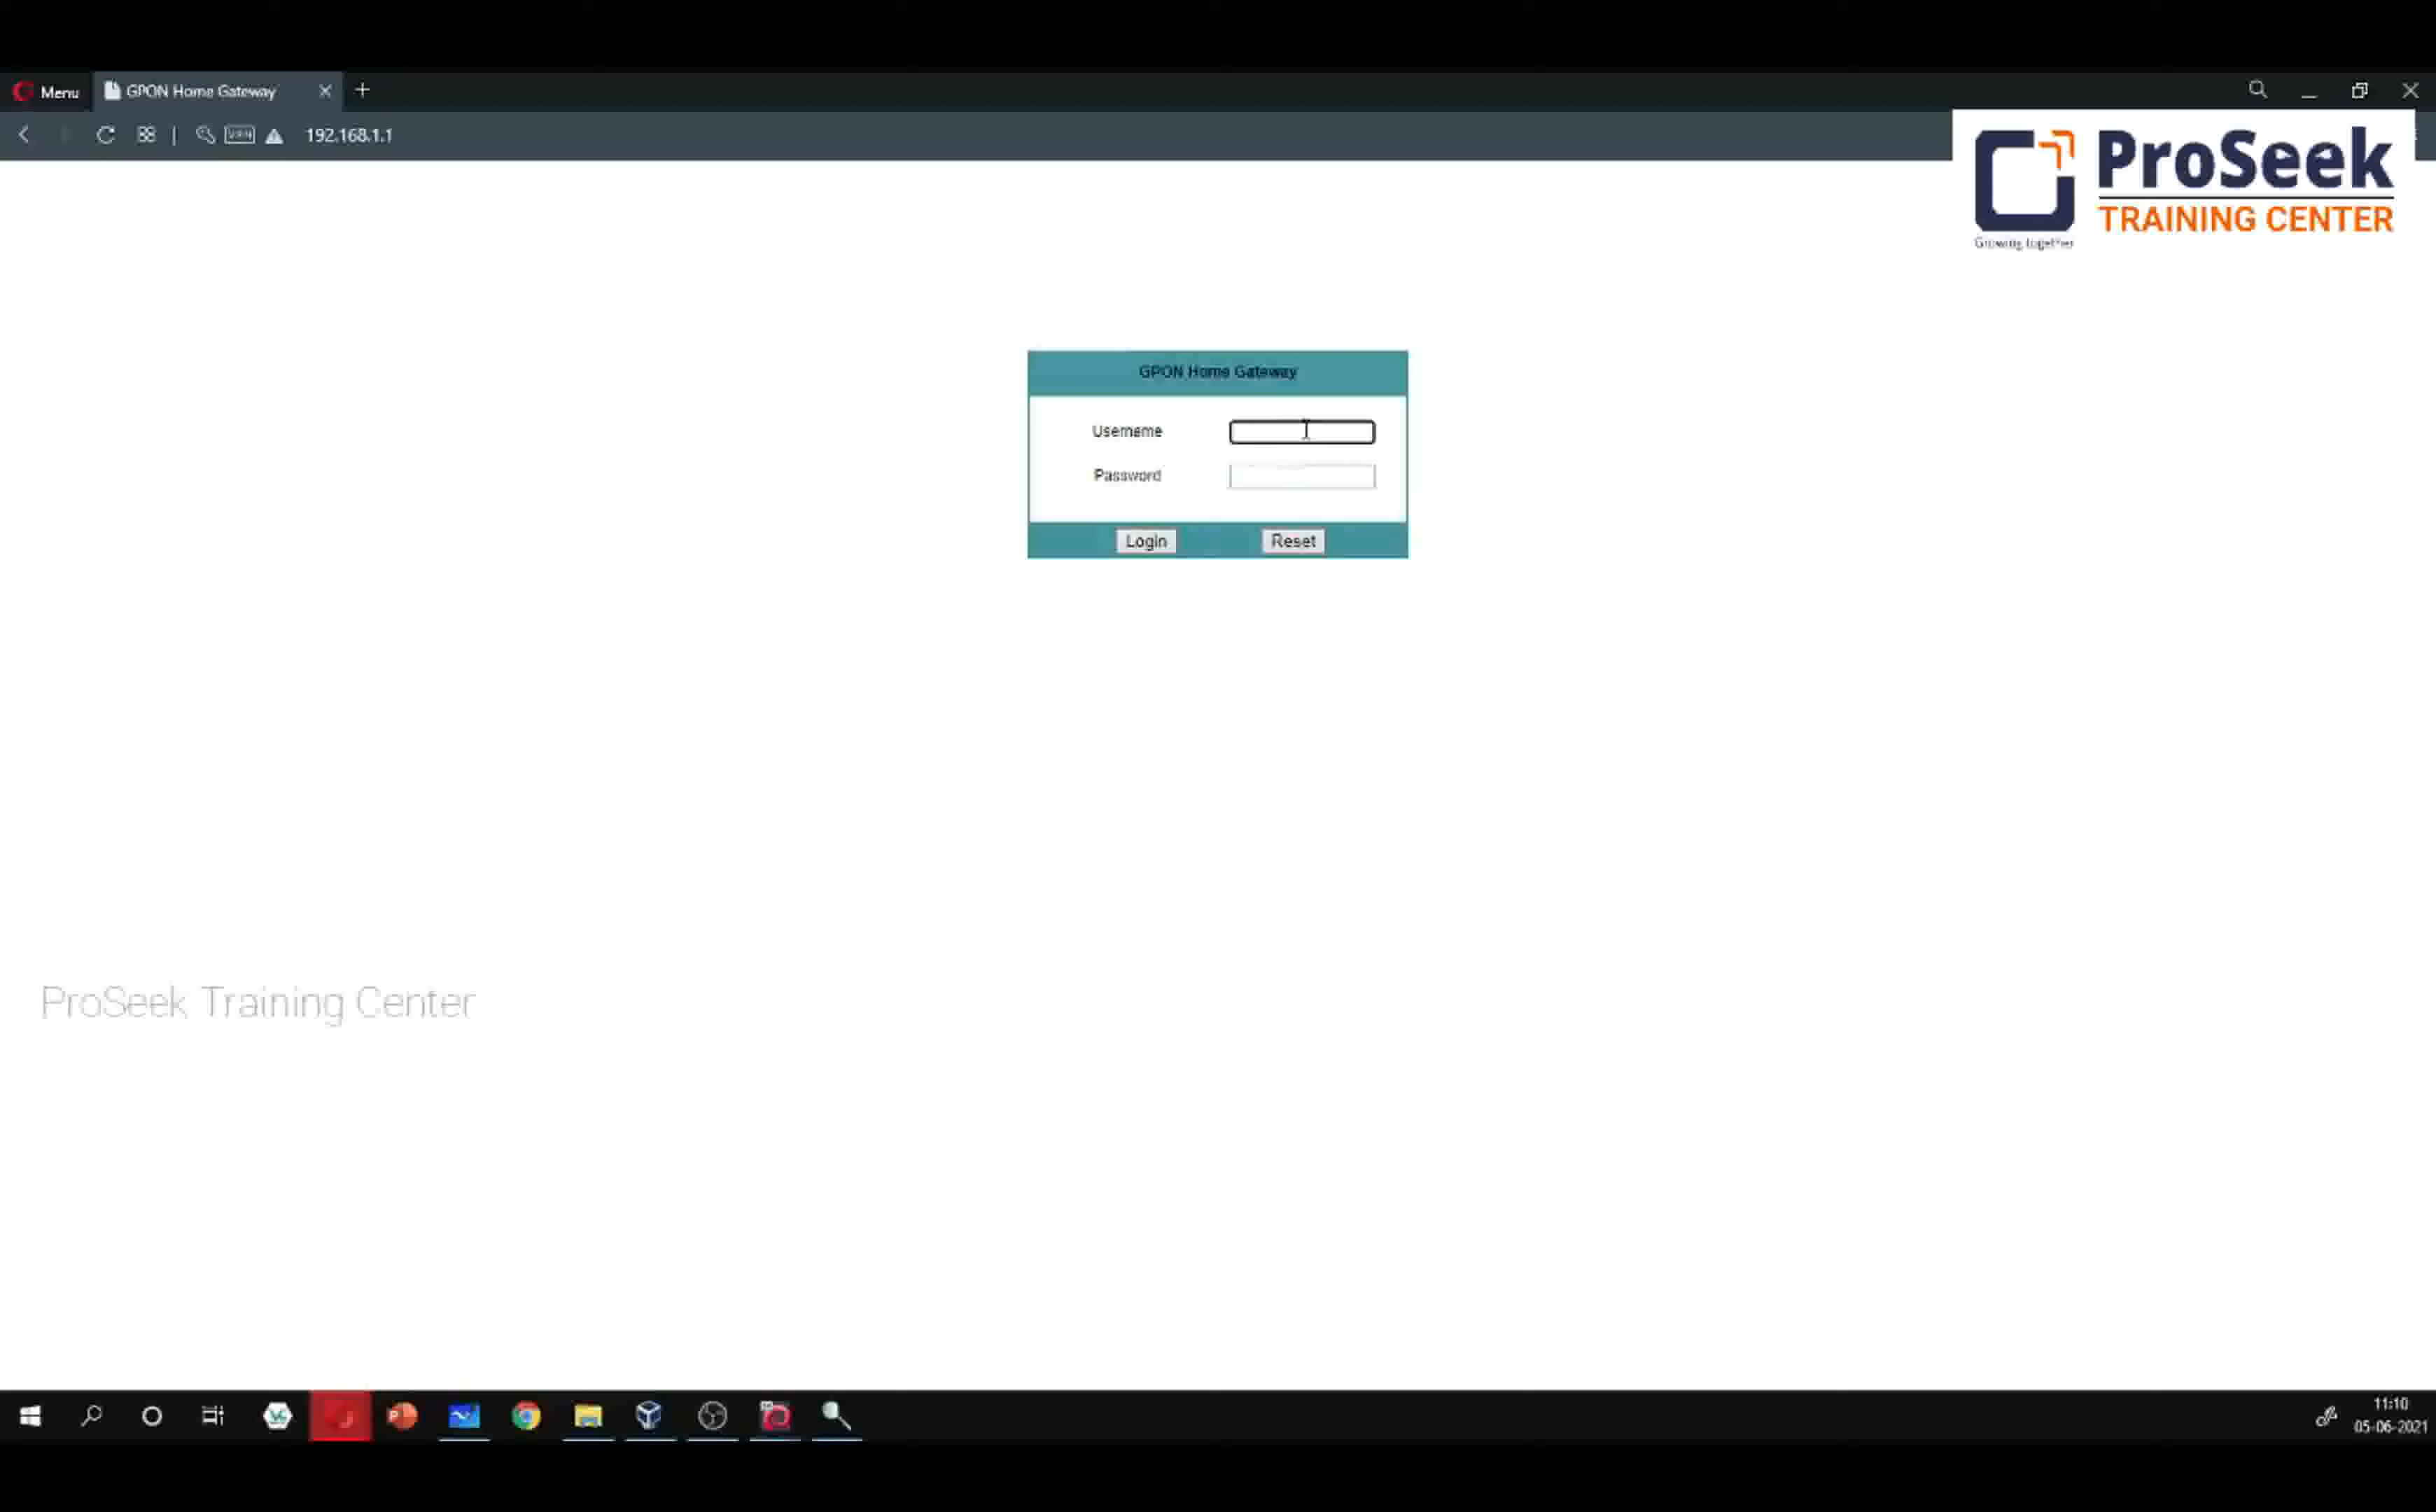 Menu
GPON Home Gateway
192.168.1.1
VPN
ProSeek
TRAINING CENTER
Growing together
GPON Home Gateway
Username
Password
Login
Reset
ProSeek Training Center
11:10
05-06-2021